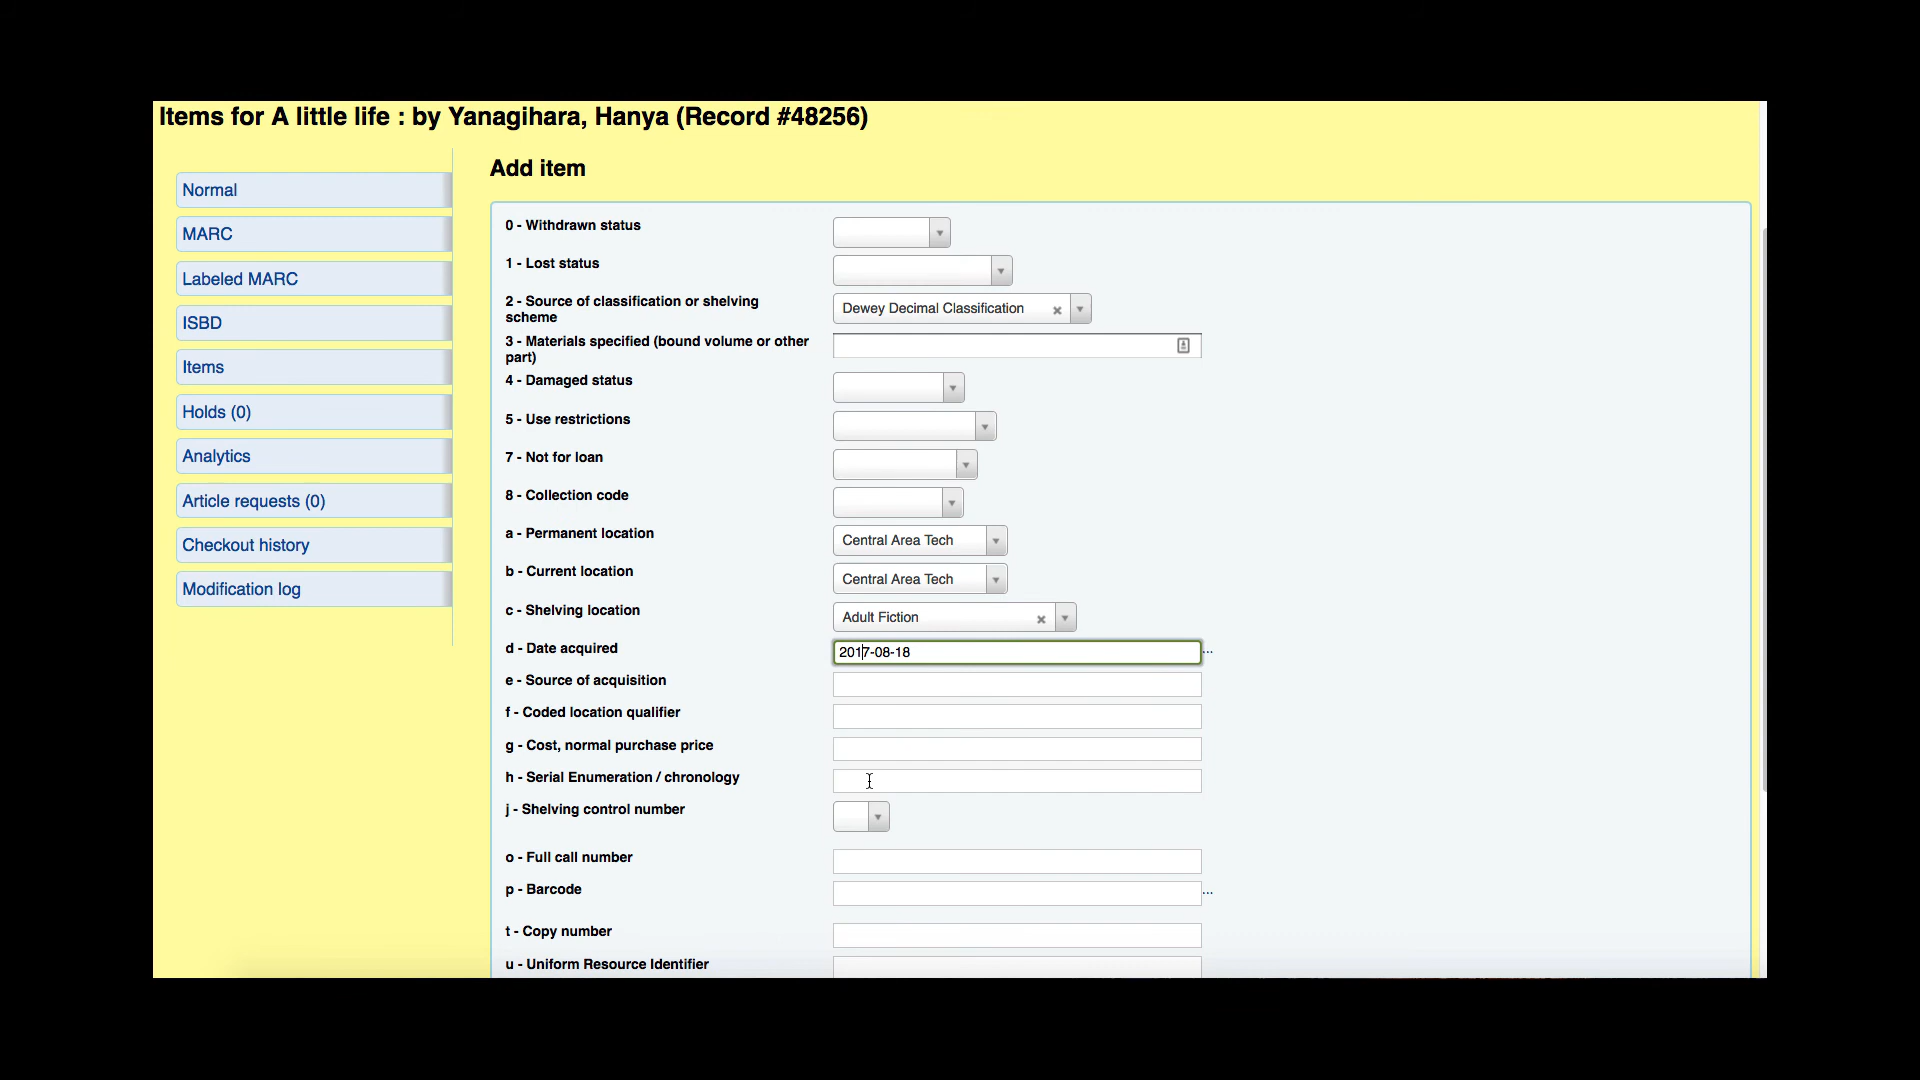 Items for A little life : by Yanagihara, Hanya (Record #48256)
Normal
MARC
Labeled MARC
ISBD
Items
Holds (0)
Analytics
Article requests (0)
Checkout history
Modification log
Add item
0 - Withdrawn status
1 - Lost status
2 - Source of classification or shelving
scheme
Dewey Decimal Classification
3 - Materials specified (bound volume or other
part)
4 - Damaged status
5 - Use restrictions
7 - Not for loan
8 - Collection code
a - Permanent location
Central Area Tech
b - Current location
Central Area Tech
c - Shelving location
Adult Fiction
d - Date acquired
2017-08-18
...
e - Source of acquisition
f - Coded location qualifier
g - Cost, normal purchase price
h - Serial Enumeration / chronology
j - Shelving control number
o - Full call number
p - Barcode
...
t - Copy number
u - Uniform Resource Identifier